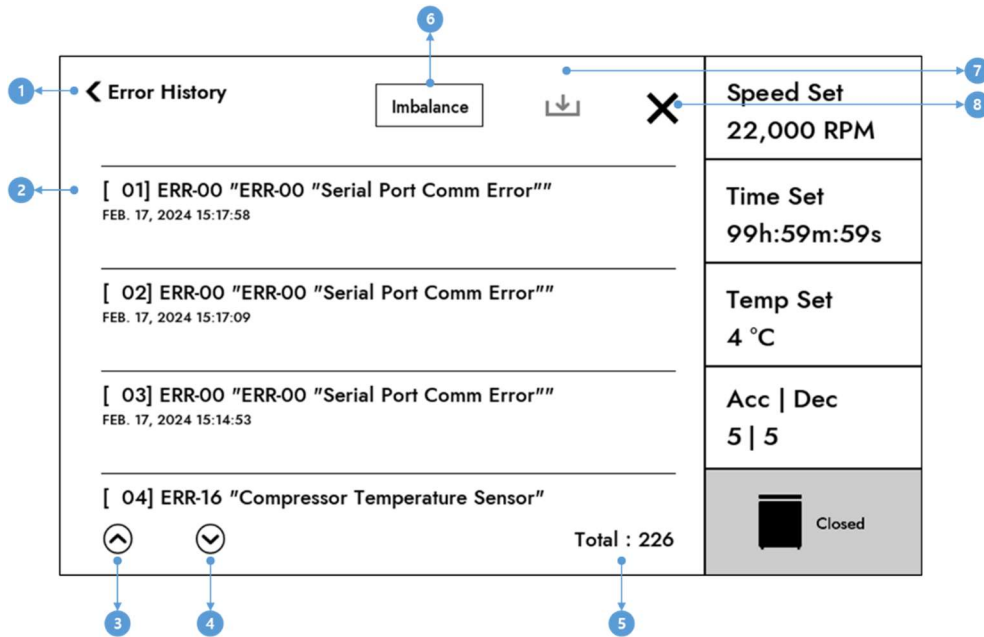 6
7
1
Error History
Imbalance
8
Speed Set
22,000 RPM
2
[ 01] ERR-00 "ERR-00 "Serial Port Comm Error""
FEB. 17, 2024 15:17:58
Time Set
99h:59m:59s
[ 02] ERR-00 "ERR-00 "Serial Port Comm Error""
FEB. 17, 2024 15:17:09
Temp Set
4 °C
[ 03] ERR-00 "ERR-00 "Serial Port Comm Error""
FEB. 17, 2024 15:14:53
Acc | Dec
5 | 5
[ 04] ERR-16 "Compressor Temperature Sensor"
Total : 226
Closed
3
4
5